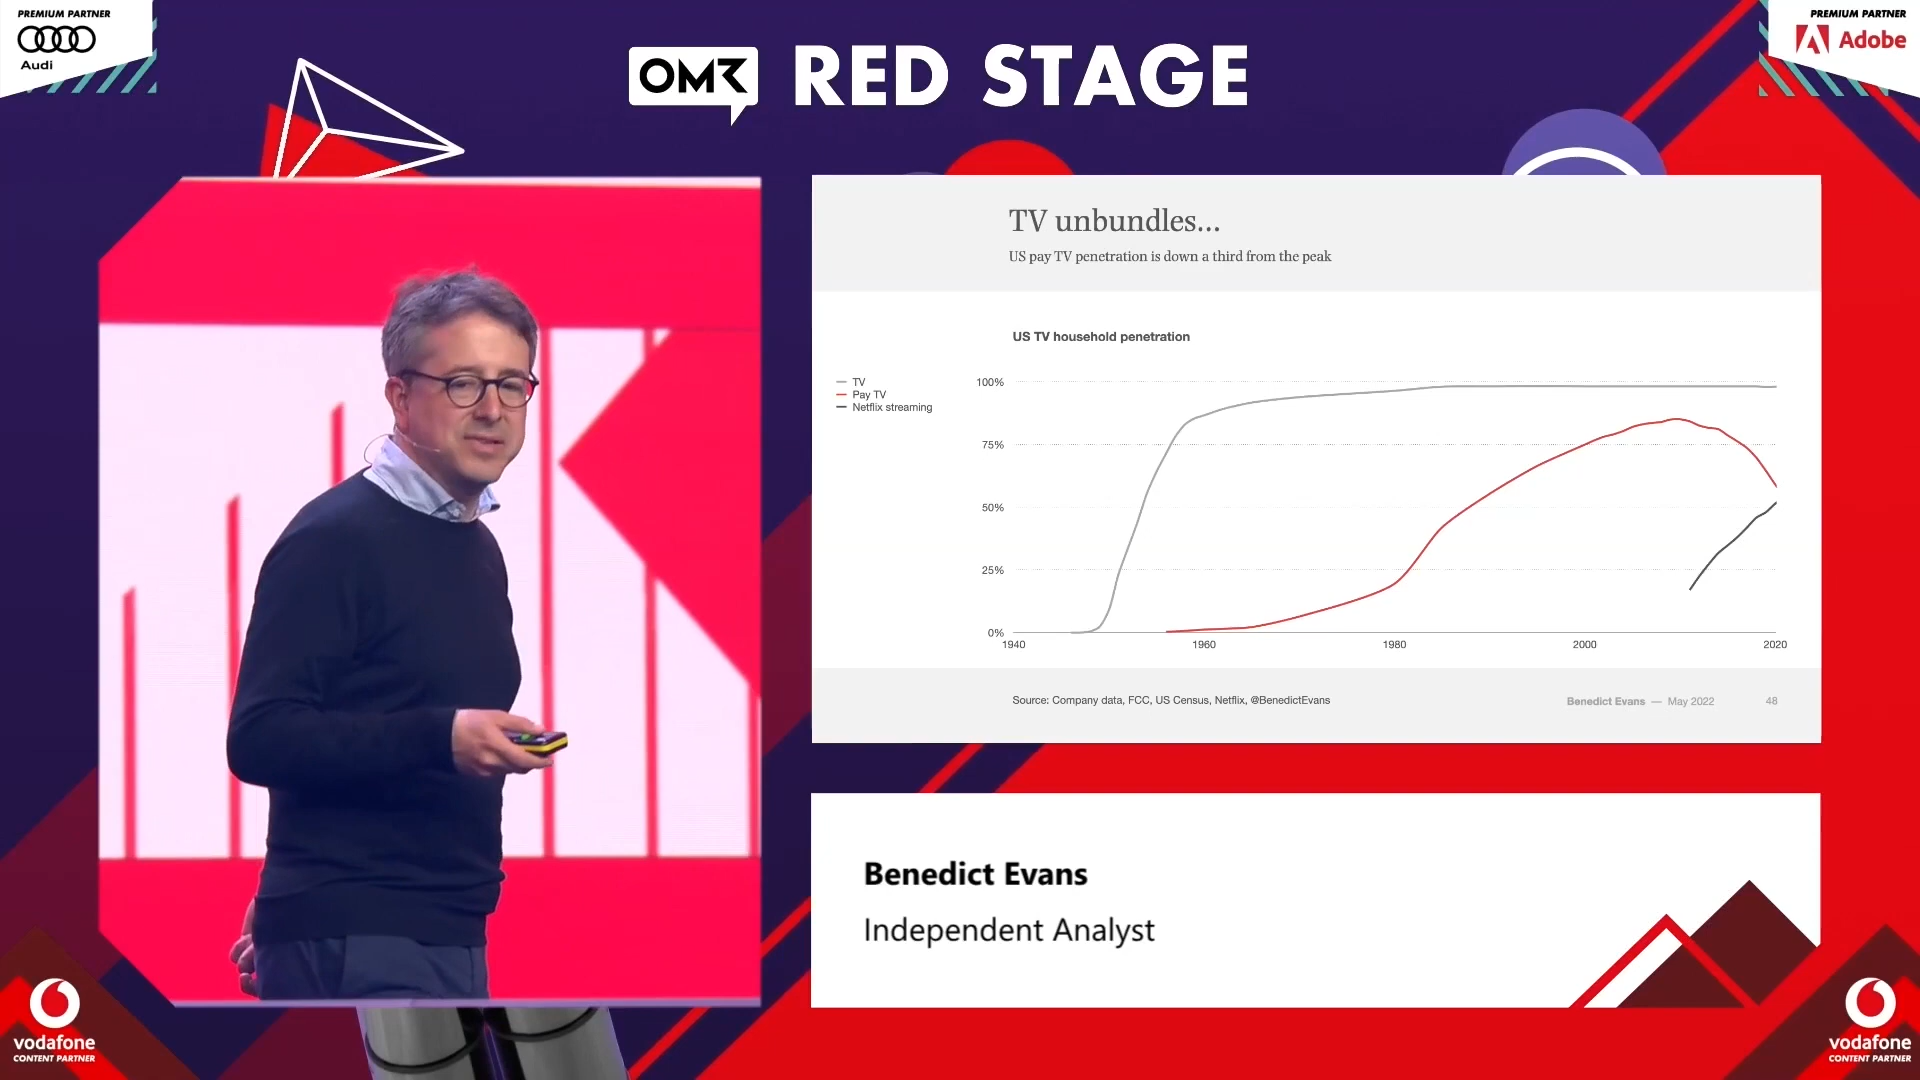 PREMIUM PARTNER
Audi
OMR RED STAGE
PREMIUM PARTNER
Adobe
TV unbundles...
US pay TV penetration is down a third from the peak
US TV household penetration
TV
Pay TV
Netflix streaming
100%
75%
50%
25%
0%
1940 1960 1980 2000 2020
Source: Company data, FCC, US Census, Netflix, @BenedictEvans
Benedict Evans — May 2022 48
Benedict Evans
Independent Analyst
vodafone
CONTENT PARTNER
vodafone
CONTENT PARTNER